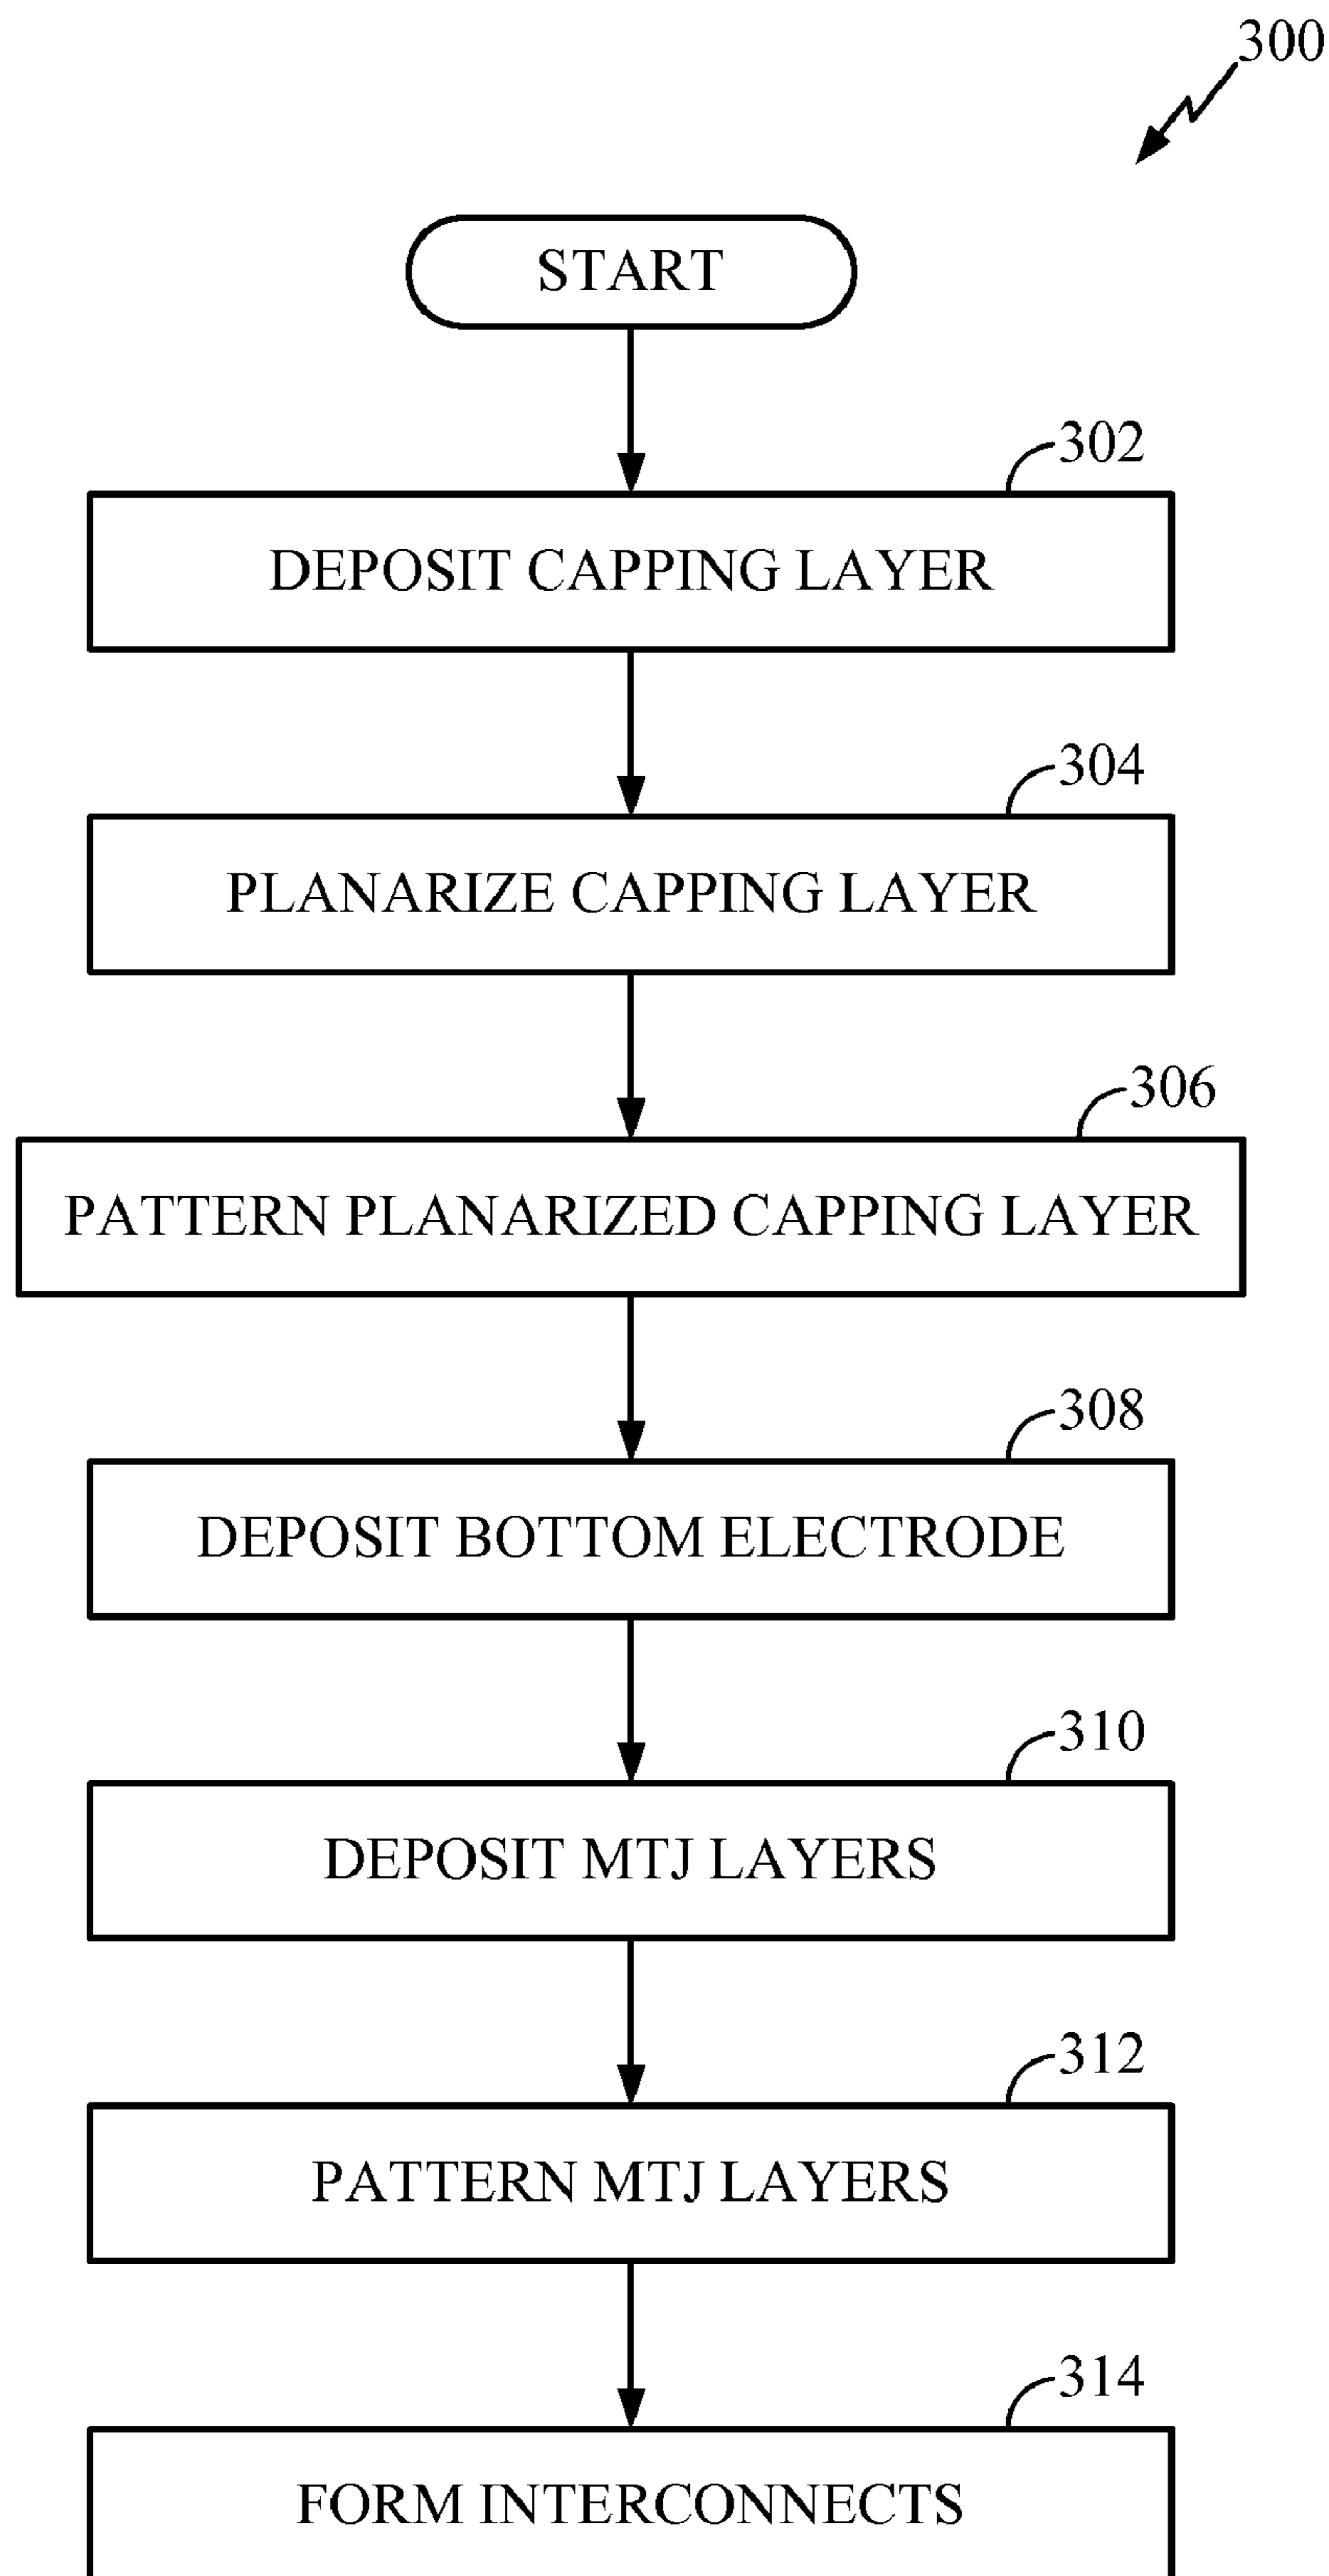 300
START
302
DEPOSIT CAPPING LAYER
304
PLANARIZE CAPPING LAYER
306
PATTERN PLANARIZED CAPPING LAYER
308
DEPOSIT BOTTOM ELECTRODE
310
DEPOSIT MTJ LAYERS
312
PATTERN MTJ LAYERS
314
FORM INTERCONNECTS